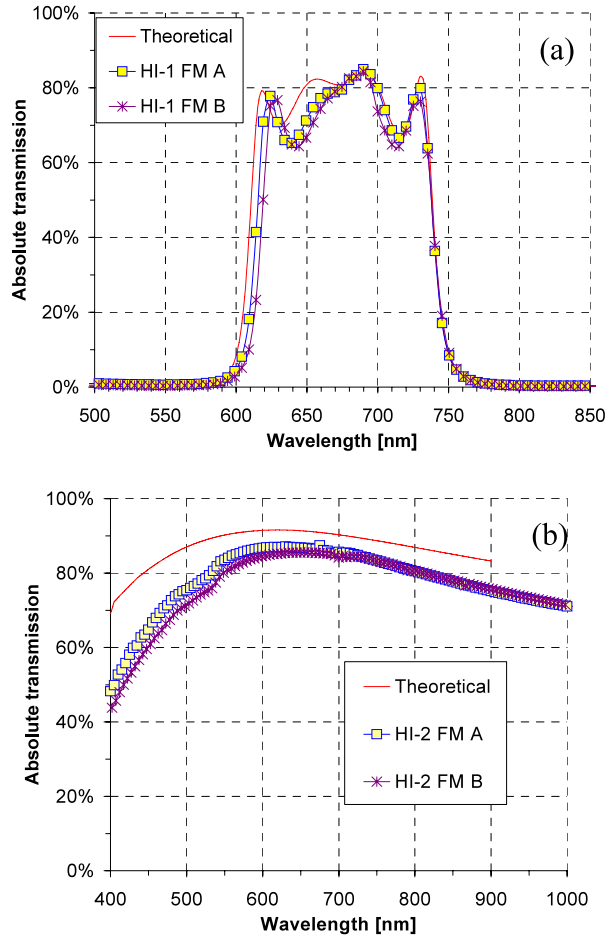 (a)
Absolute transmission
100%
80%
60%
40%
20%
0%
Theoretical
HI-1 FM A
HI-1 FM B
500 550 600 650 700 750 800 850
Wavelength [nm]
(b)
Absolute transmission
100%
80%
60%
40%
20%
0%
Theoretical
HI-2 FM A
HI-2 FM B
400 500 600 700 800 900 1000
Wavelength [nm]